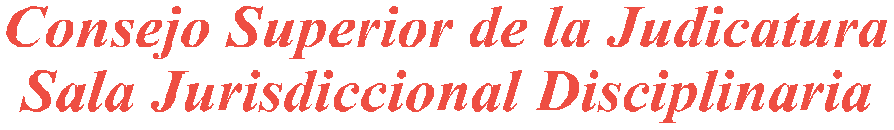 Consejo Superior de la Judicatura
Sala Jurisdiccional Disciplinaria